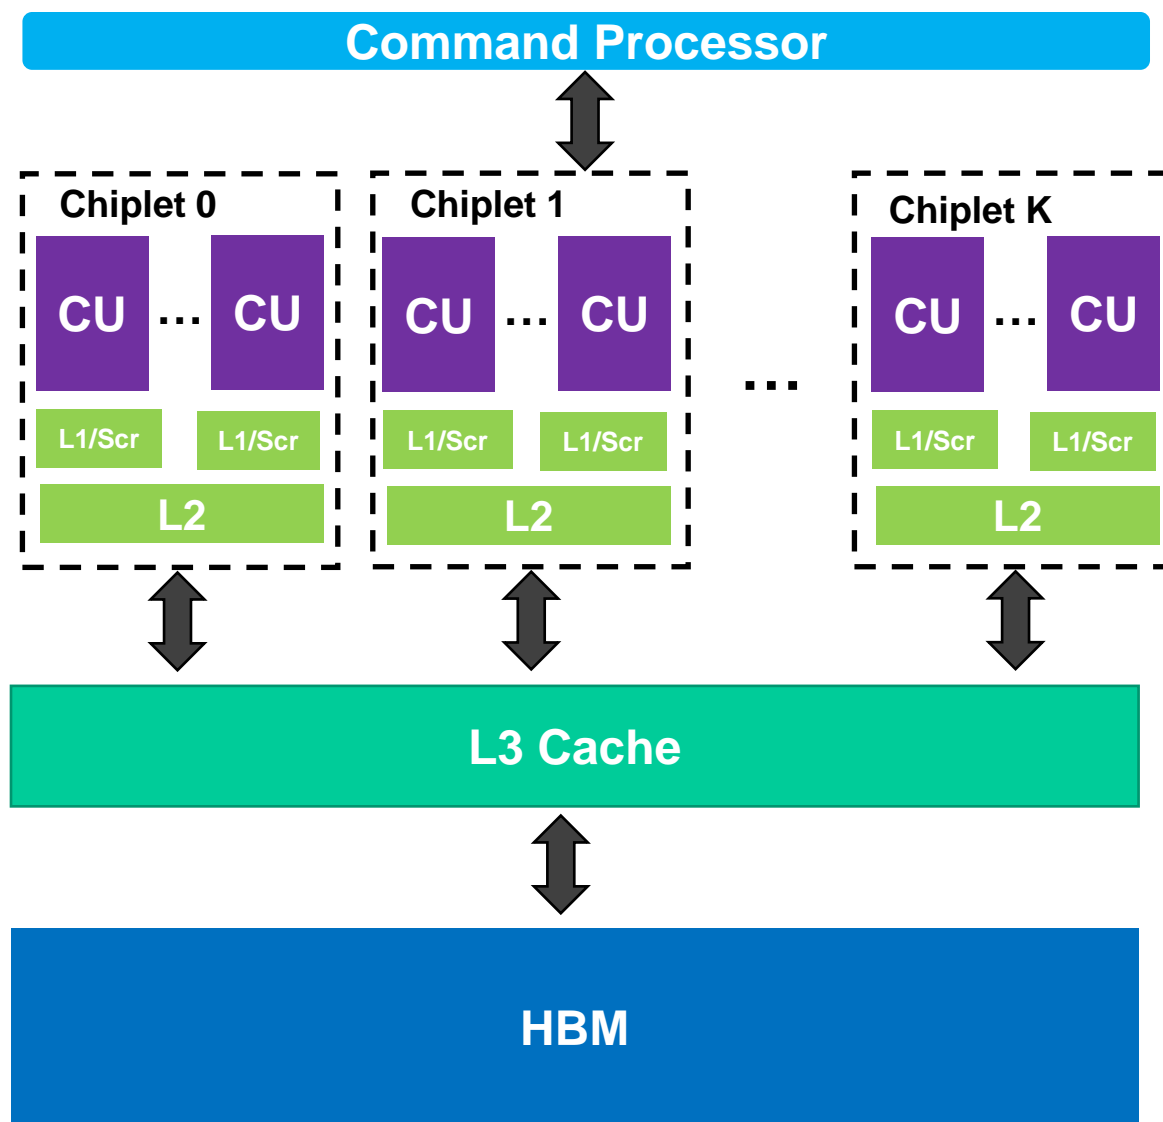 Command Processor
Chiplet 0
Chiplet 1
Chiplet K
CU ... CU
CU ... CU
...
CU ... CU
L1/Scr
L1/Scr
L1/Scr
L1/Scr
L1/Scr
L1/Scr
L2
L2
L2
L3 Cache
HBM